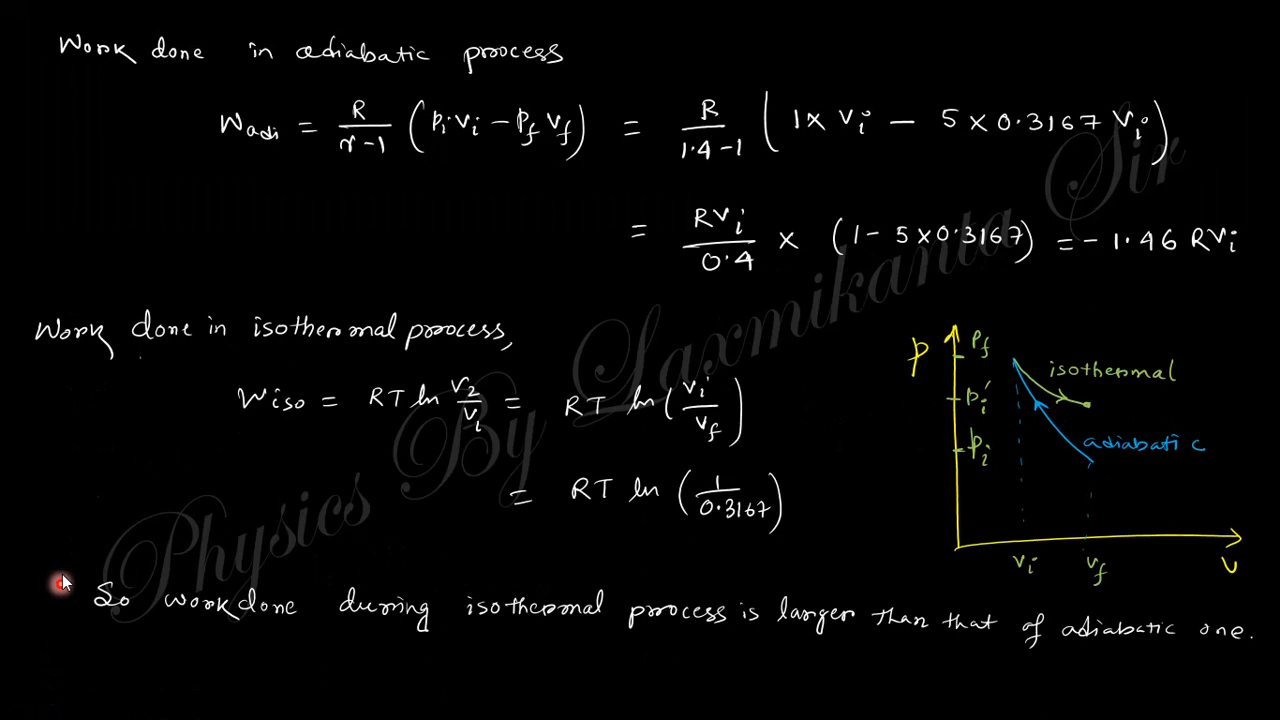 Work done in adiabatic process
W_adi = R/(γ-1) (P_i V_i - P_f V_f) = R/(1.4-1) (1 x V_i - 5 x 0.3167 V_i)
= RV_i/0.4 x (1 - 5 x 0.3167) = - 1.46 RV_i
Work done in isothermal process,
W_iso = RT ln V_2/V_i = RT ln (V_i/V_f)
= RT ln (1/0.3167)
P
P_f
P_i'
P_i
isothermal
adiabatic
V_i
V_f
V
So work done durring isothermal process is larger than that of adiabatic one.
Physics By Laxmikanta Sir